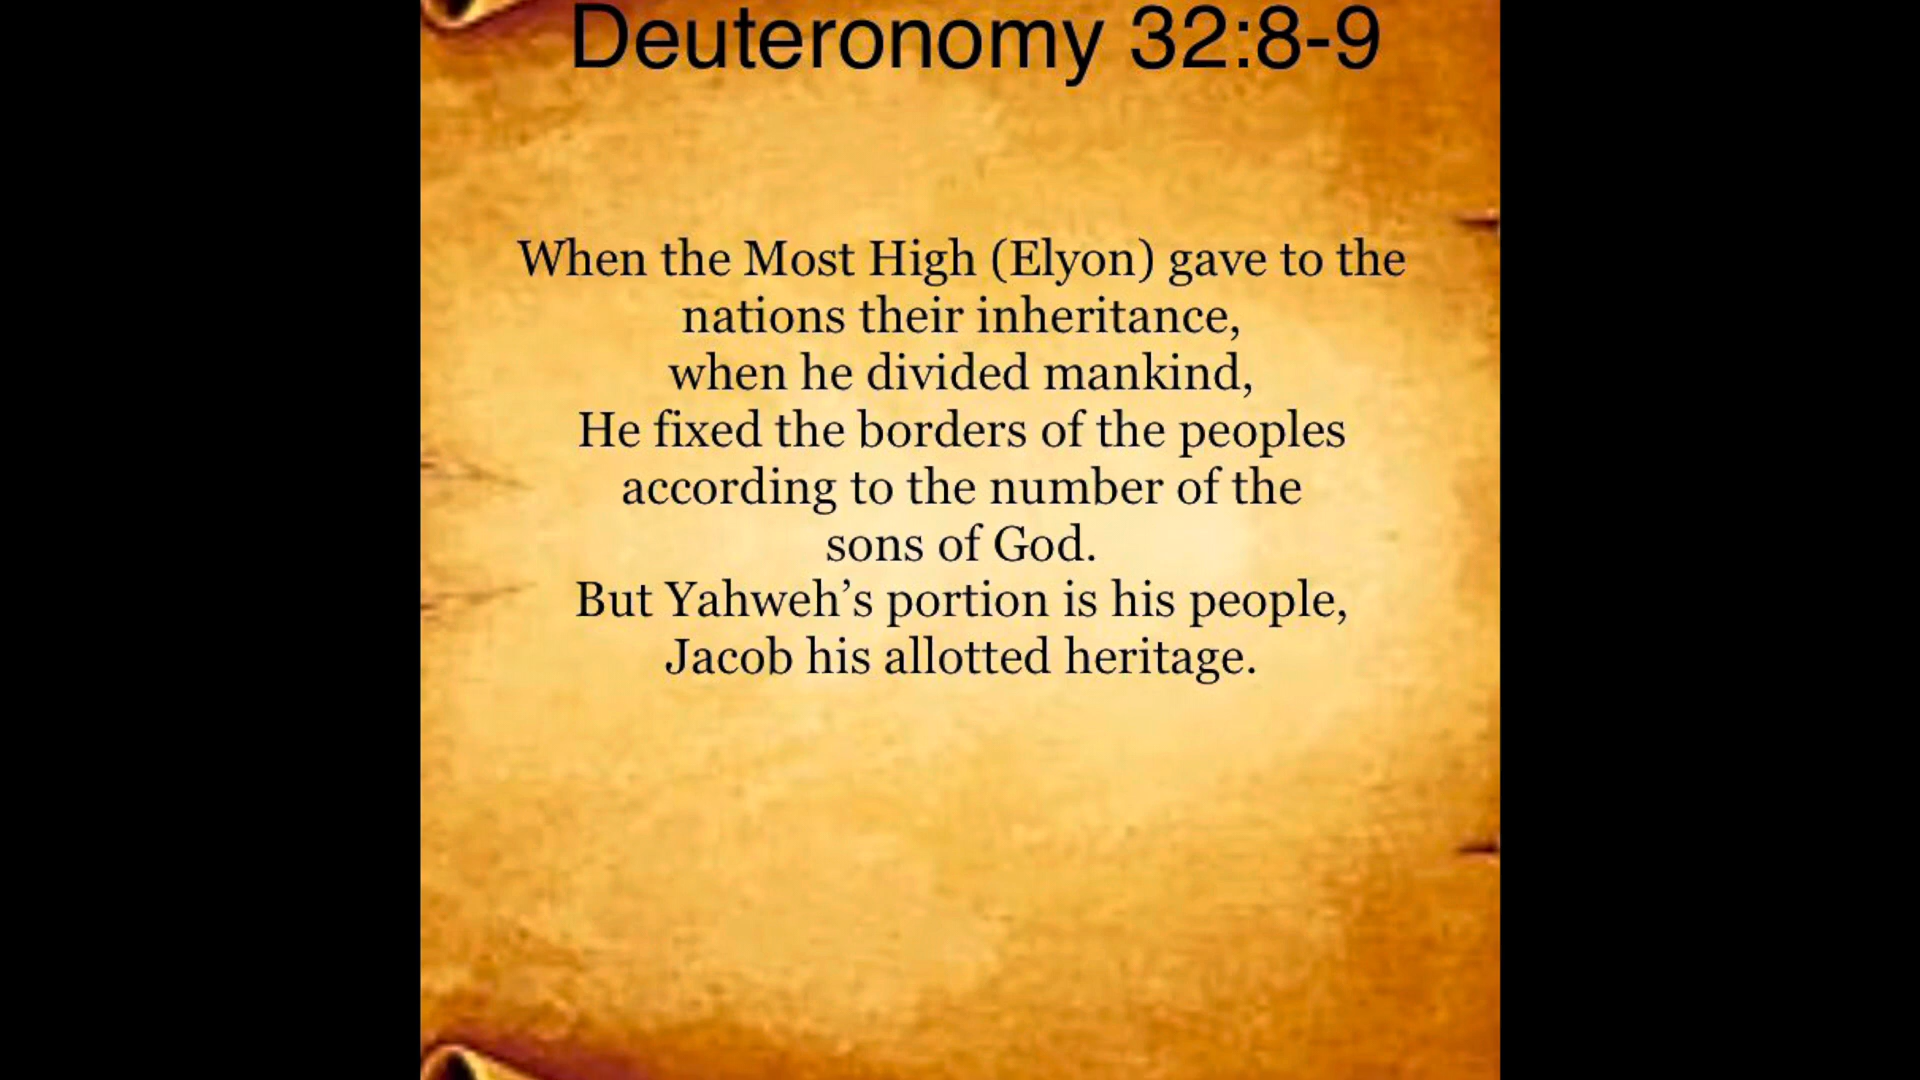 Deuteronomy 32:8-9
When the Most High (Elyon) gave to the
nations their inheritance,
when he divided mankind,
He fixed the borders of the peoples
according to the number of the
sons of God.
But Yahweh’s portion is his people,
Jacob his allotted heritage.